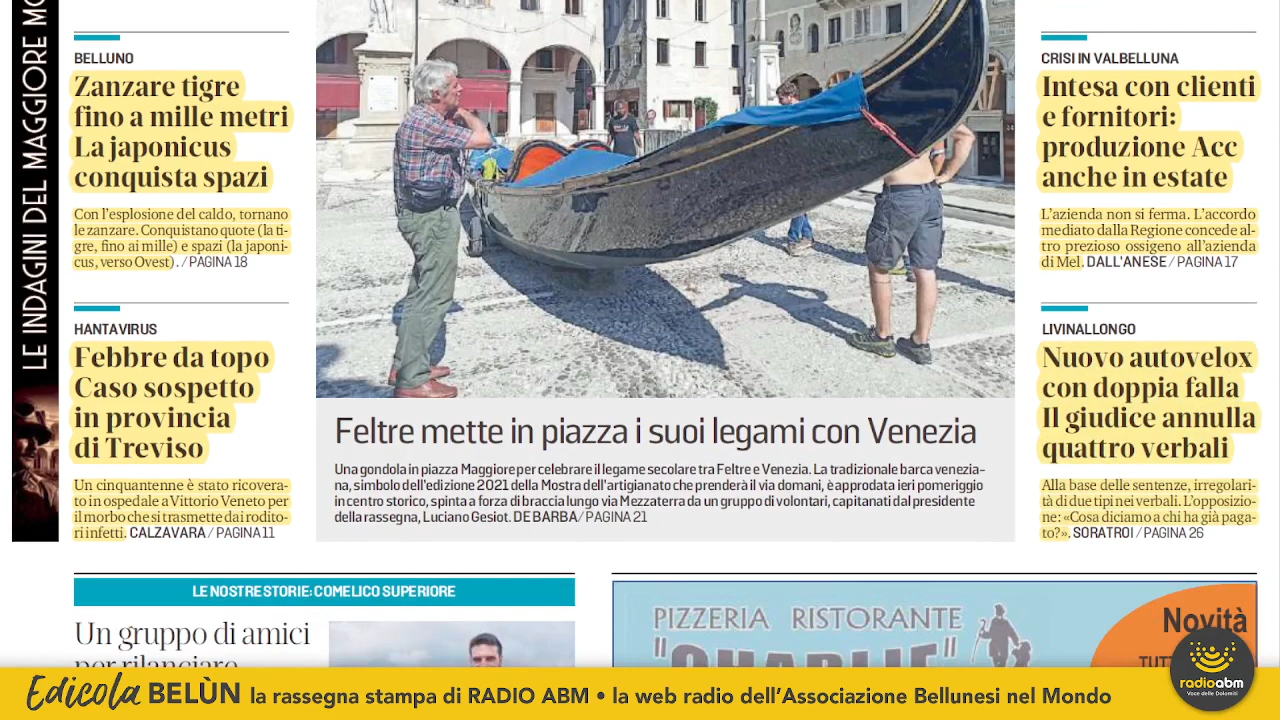 LE INDAGINI DEL MAGGIORE MO
BELLUNO
Zanzare tigre
fino a mille metri
La japonicus
conquista spazi
Con l'esplosione del caldo, tornano
le zanzare. Conquistano quote (la ti-
gre, fino ai mille) e spazi (la japoni-
cus, verso Ovest). / PAGINA 18
HANTAVIRUS
Febbre da topo
Caso sospetto
in provincia
di Treviso
Un cinquantenne è stato ricovera-
to in ospedale a Vittorio Veneto per
il morbo che si trasmette dai rodito-
ri infetti. CALZAVARA / PAGINA 11
Feltre mette in piazza i suoi legami con Venezia
Una gondola in piazza Maggiore per celebrare il legame secolare tra Feltre e Venezia. La tradizionale barca venezia-
na, simbolo dell'edizione 2021 della Mostra dell'artigianato che prenderà il via domani, è approdata ieri pomeriggio
in centro storico, spinta a forza di braccia lungo via Mezzaterra da un gruppo di volontari, capitanati dal presidente
della rassegna, Luciano Gesiot. DE BARBA / PAGINA 21
CRISI IN VALBELLUNA
Intesa con clienti
e fornitori:
produzione Acc
anche in estate
L'azienda non si ferma. L'accordo
mediato dalla Regione concede al-
tro prezioso ossigeno all'azienda
di Mel. DALL'ANESE / PAGINA 17
LIVINALLONGO
Nuovo autovelox
con doppia falla
Il giudice annulla
quattro verbali
Alla base delle sentenze, irregolari-
tà di due tipi nei verbali. L'opposizio-
ne: «Cosa diciamo a chi ha già paga-
to?». SORATROI / PAGINA 26
LE NOSTRE STORIE: COMELICO SUPERIORE
Un gruppo di amici
per rilanciare
PIZZERIA RISTORANTE
"CHARLIE"
Novità
TUTT
Edicola BELÙN la rassegna stampa di RADIO ABM • la web radio dell'Associazione Bellunesi nel Mondo
radioabm
Voce delle Dolomiti